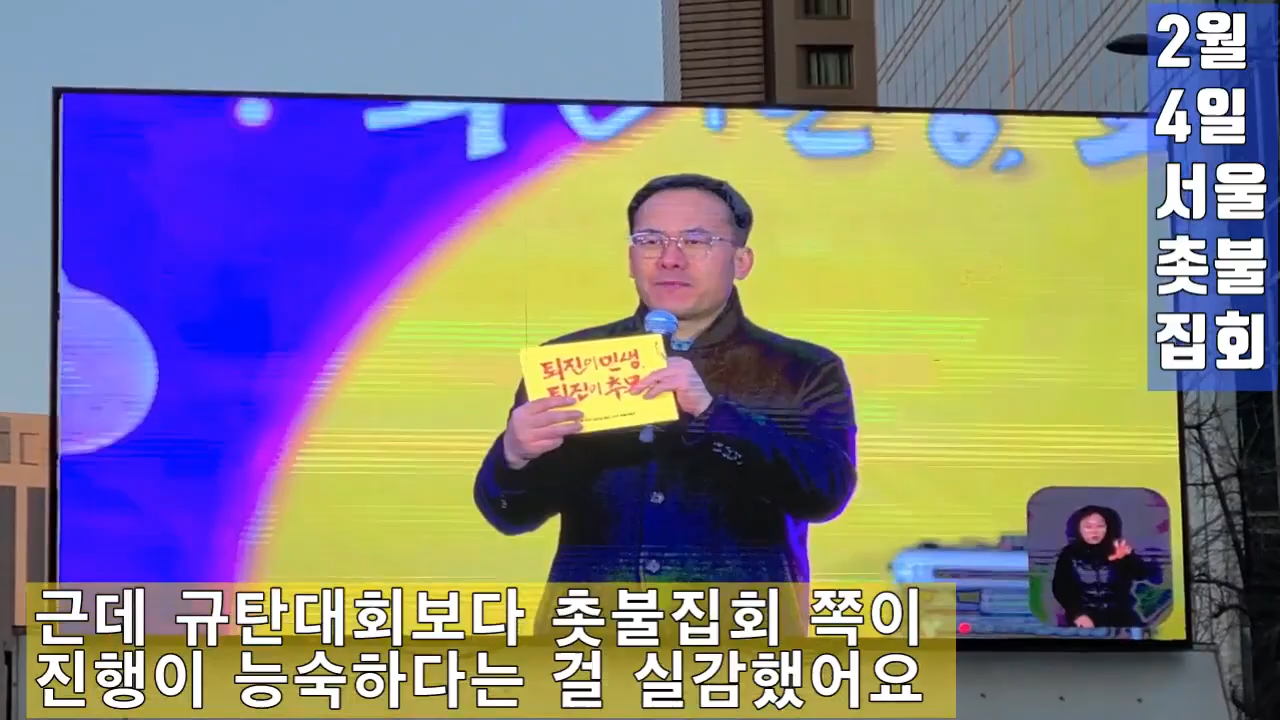 2월
4일
서울
촛불
집회
퇴진이 민생,
퇴진이 추모
근데 규탄대회보다 촛불집회 쪽이
진행이 능숙하다는 걸 실감했어요